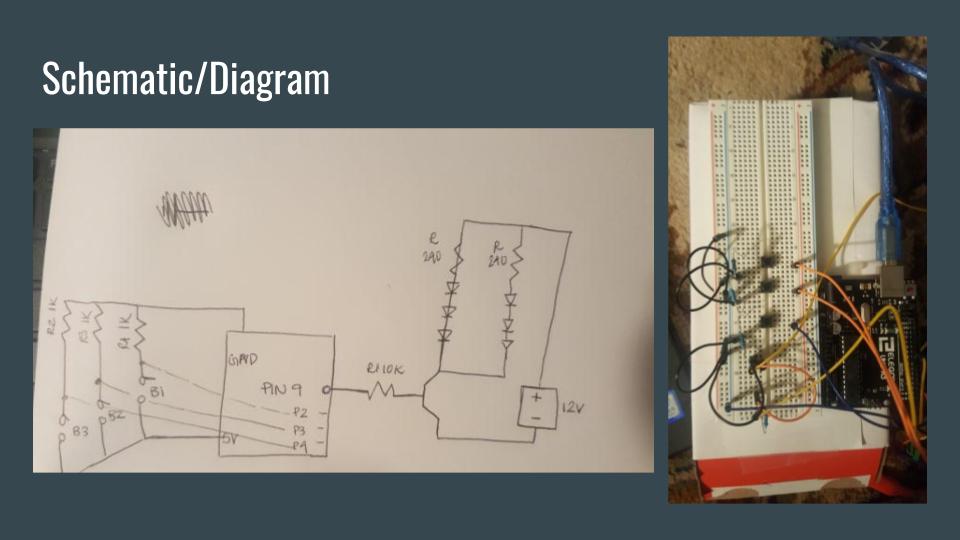 Schematic/Diagram
R
240
R
240
R2 1K
R3 1K
R4 1K
GND
R1 10K
PIN 9
B1
P2
B2
P3
B3
5V
P4
+
-
12V
ELEGOO